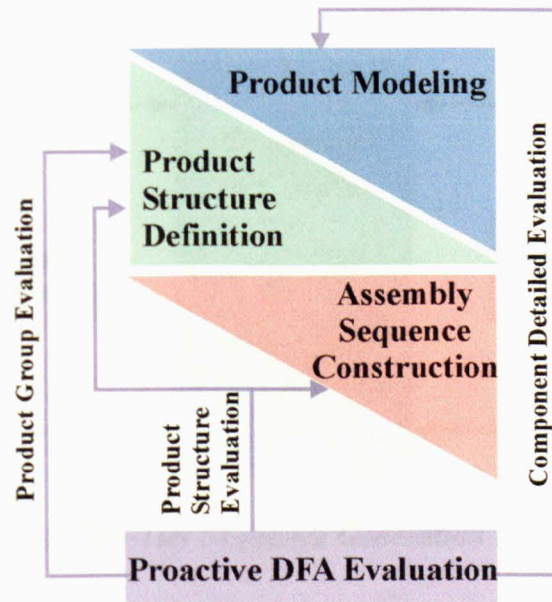 Product Modeling
Product
Structure
Definition
Assembly
Sequence
Construction
Product Group Evaluation
Product
Structure
Evaluation
Component Detailed Evaluation
Proactive DFA Evaluation